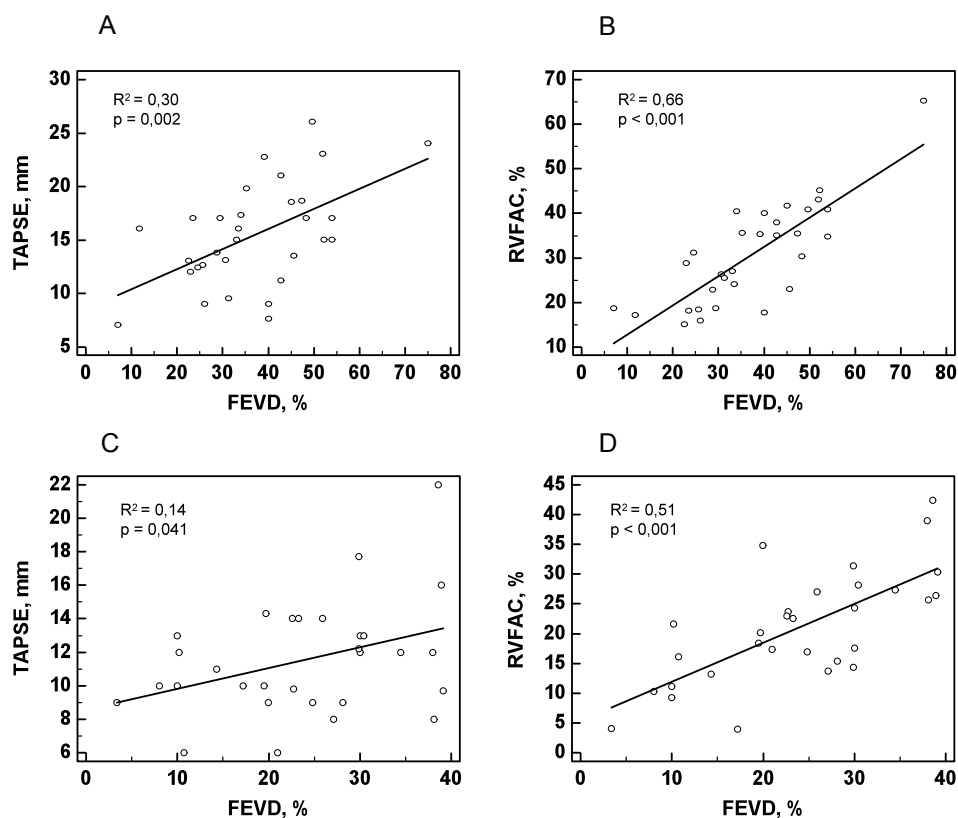 A
R² = 0,30
p = 0,002
TAPSE, mm
30
25
20
15
10
5
0 10 20 30 40 50 60 70 80
FEVD, %
B
R² = 0,66
p < 0,001
RVFAC, %
70
60
50
40
30
20
10
0 10 20 30 40 50 60 70 80
FEVD, %
C
R² = 0,14
p = 0,041
TAPSE, mm
22
20
18
16
14
12
10
8
6
0 10 20 30 40
FEVD, %
D
R² = 0,51
p < 0,001
RVFAC, %
45
40
35
30
25
20
15
10
5
0
0 10 20 30 40
FEVD, %